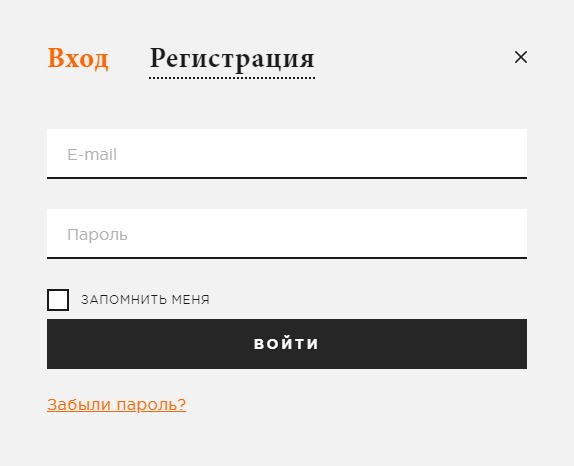 Вход Регистрация
E-mail
Пароль
ЗАПОМНИТЬ МЕНЯ
ВОЙТИ
Забыли пароль?